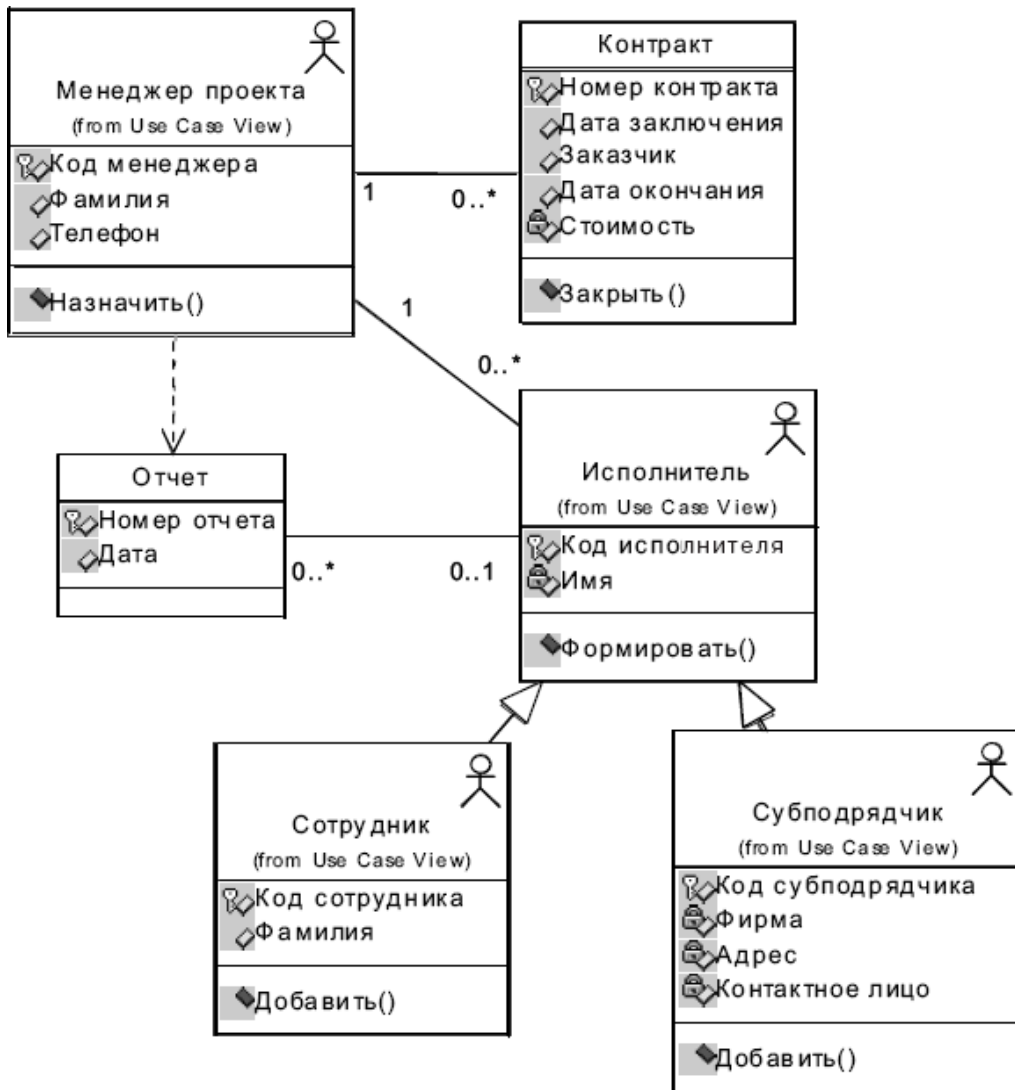 Менеджер проекта
(from Use Case View)
Код менеджера
Фамилия
Телефон
Назначить()
Контракт
Номер контракта
Дата заключения
Заказчик
Дата окончания
Стоимость
Закрыть()
1
0..*
1
0..*
Отчет
Номер отчета
Дата
0..*
0..1
Исполнитель
(from Use Case View)
Код исполнителя
Имя
Формировать()
Сотрудник
(from Use Case View)
Код сотрудника
Фамилия
Добавить()
Субподрядчик
(from Use Case View)
Код субподрядчика
Фирма
Адрес
Контактное лицо
Добавить()